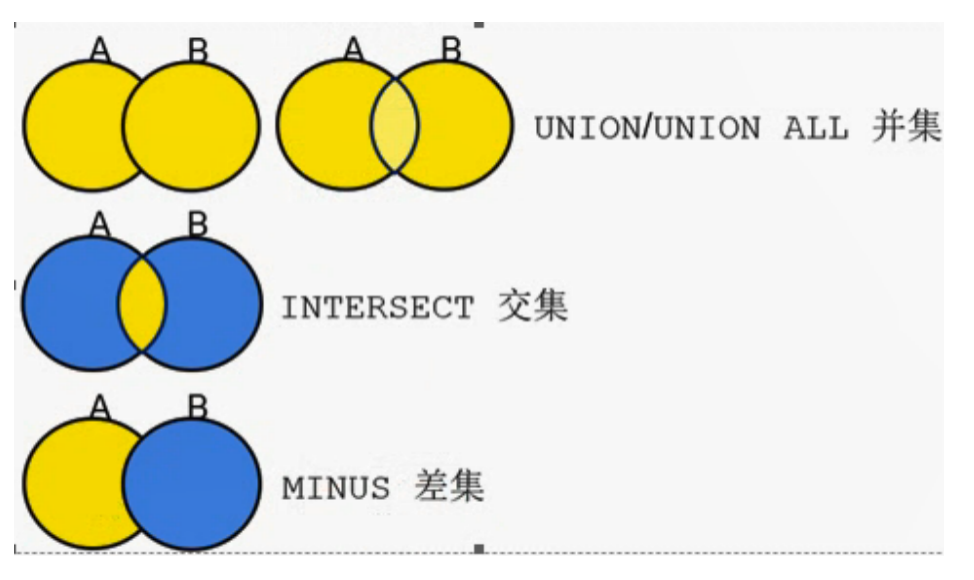 A B A B
UNION/UNION ALL 并集
A B
INTERSECT 交集
A B
MINUS 差集